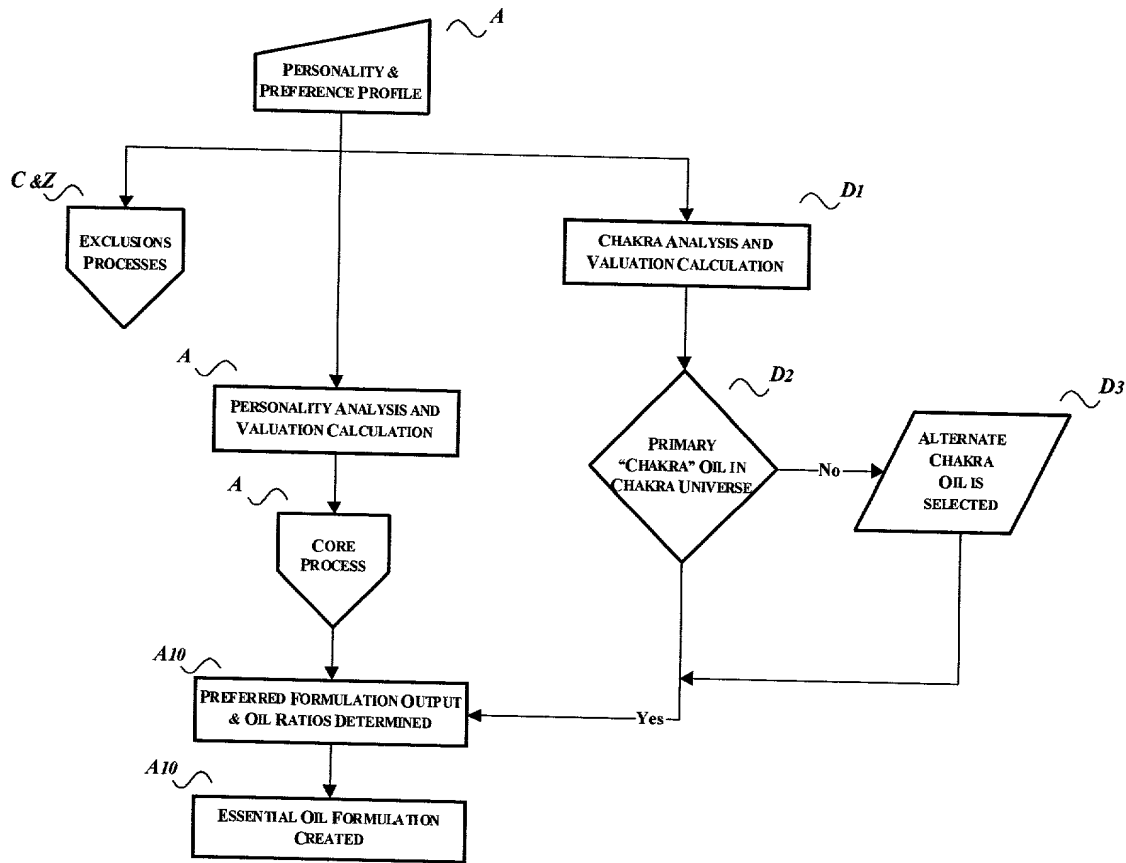 A
PERSONALITY &
PREFERENCE PROFILE
C &Z
EXCLUSIONS
PROCESSES
D1
CHAKRA ANALYSIS AND
VALUATION CALCULATION
A
PERSONALITY ANALYSIS AND
VALUATION CALCULATION
D2
PRIMARY
“CHAKRA” OIL IN
CHAKRA UNIVERSE
No
D3
ALTERNATE
CHAKRA
OIL IS
SELECTED
A
CORE
PROCESS
A10
PREFERRED FORMULATION OUTPUT
& OIL RATIOS DETERMINED
Yes
A10
ESSENTIAL OIL FORMULATION
CREATED